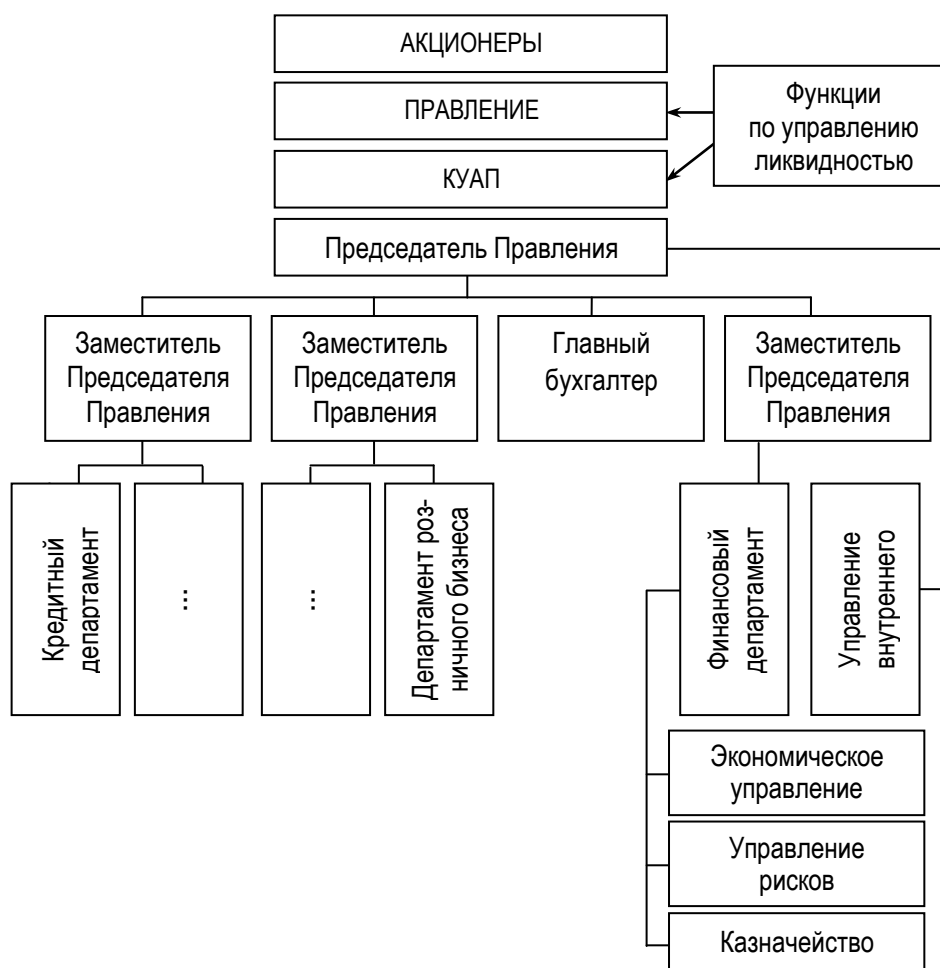 АКЦИОНЕРЫ
ПРАВЛЕНИЕ
Функции
по управлению
ликвидностью
КУАП
Председатель Правления
Заместитель
Председателя
Правления
Заместитель
Председателя
Правления
Главный
бухгалтер
Заместитель
Председателя
Правления
Кредитный
департамент
...
...
Департамент роз-
ничного бизнеса
Финансовый
департамент
Управление
внутреннего
Экономическое
управление
Управление
рисков
Казначейство